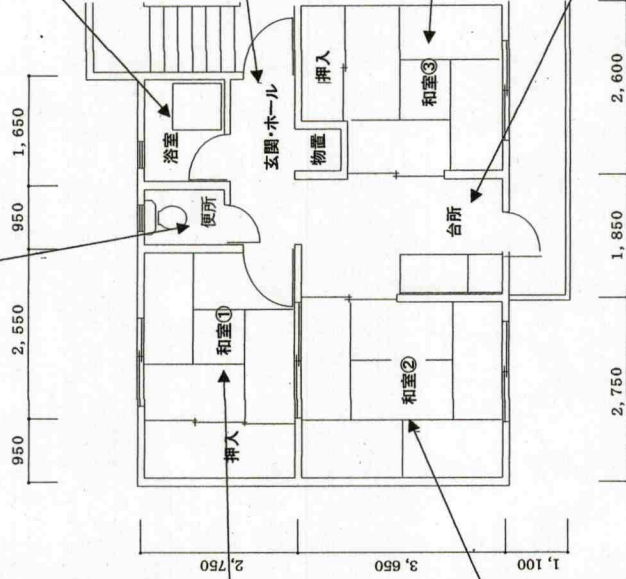 1,650
950
2,550
950
浴室
玄関・ホール
押入
和室③
物置
便所
台所
和室①
和室②
押入
2,600
1,850
2,750
2,750
3,650
1,100